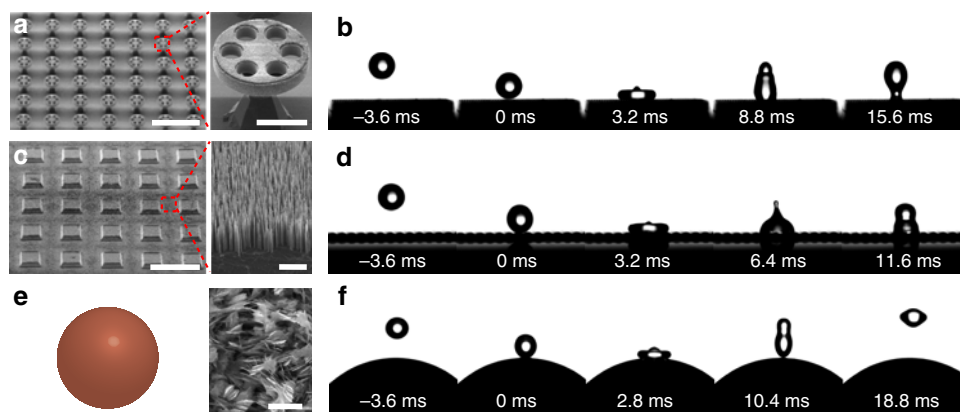 a
b
–3.6 ms
0 ms
3.2 ms
8.8 ms
15.6 ms
c
d
–3.6 ms
0 ms
3.2 ms
6.4 ms
11.6 ms
e
f
–3.6 ms
0 ms
2.8 ms
10.4 ms
18.8 ms